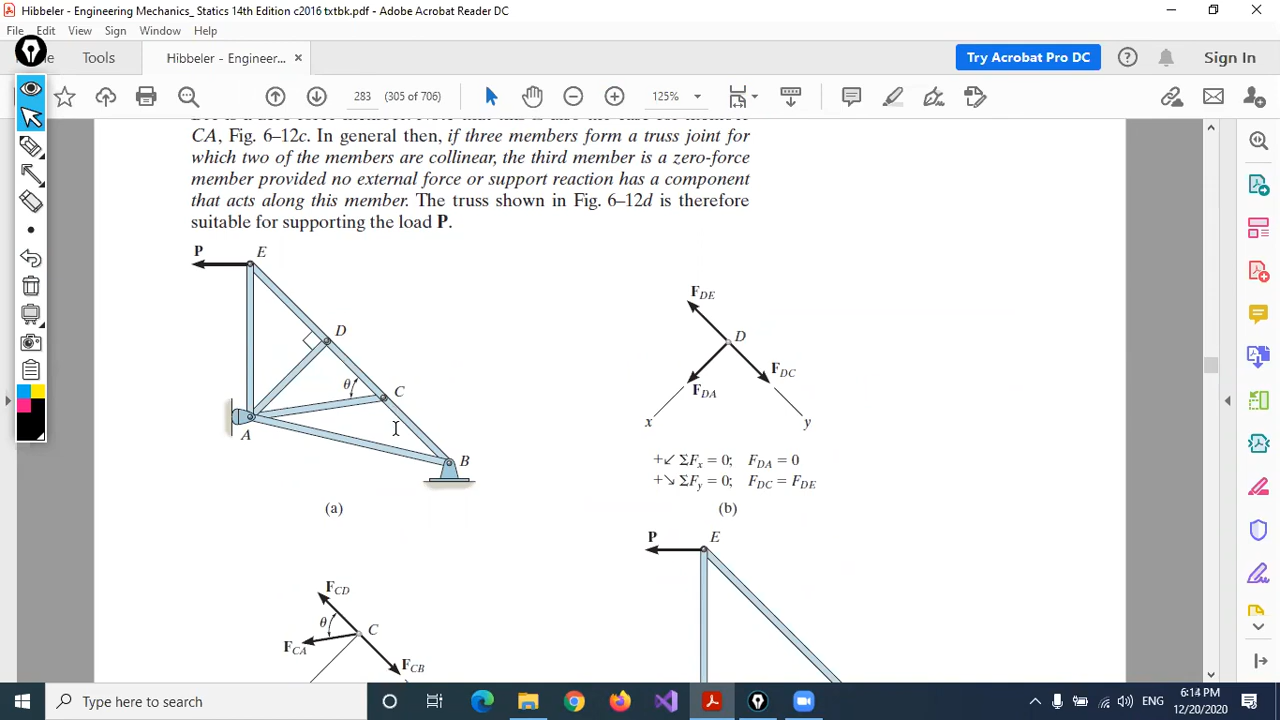 Hibbeler - Engineering Mechanics_ Statics 14th Edition c2016 txtbk.pdf - Adobe Acrobat Reader DC
File Edit View Sign Window Help
Tools Hibbeler - Engineer... × Try Acrobat Pro DC Sign In
283 (305 of 706) 125%
CA, Fig. 6–12c. In general then, if three members form a truss joint for
which two of the members are collinear, the third member is a zero-force
member provided no external force or support reaction has a component
that acts along this member. The truss shown in Fig. 6–12d is therefore
suitable for supporting the load P.
P E
D
θ C
A
B
(a)
F_DE
D
F_DC
F_DA
x y
+↙ ΣF_x = 0; F_DA = 0
+↘ ΣF_y = 0; F_DC = F_DE
(b)
P E
F_CD
θ C
F_CA
F_CB
Type here to search
ENG
6:14 PM
12/20/2020